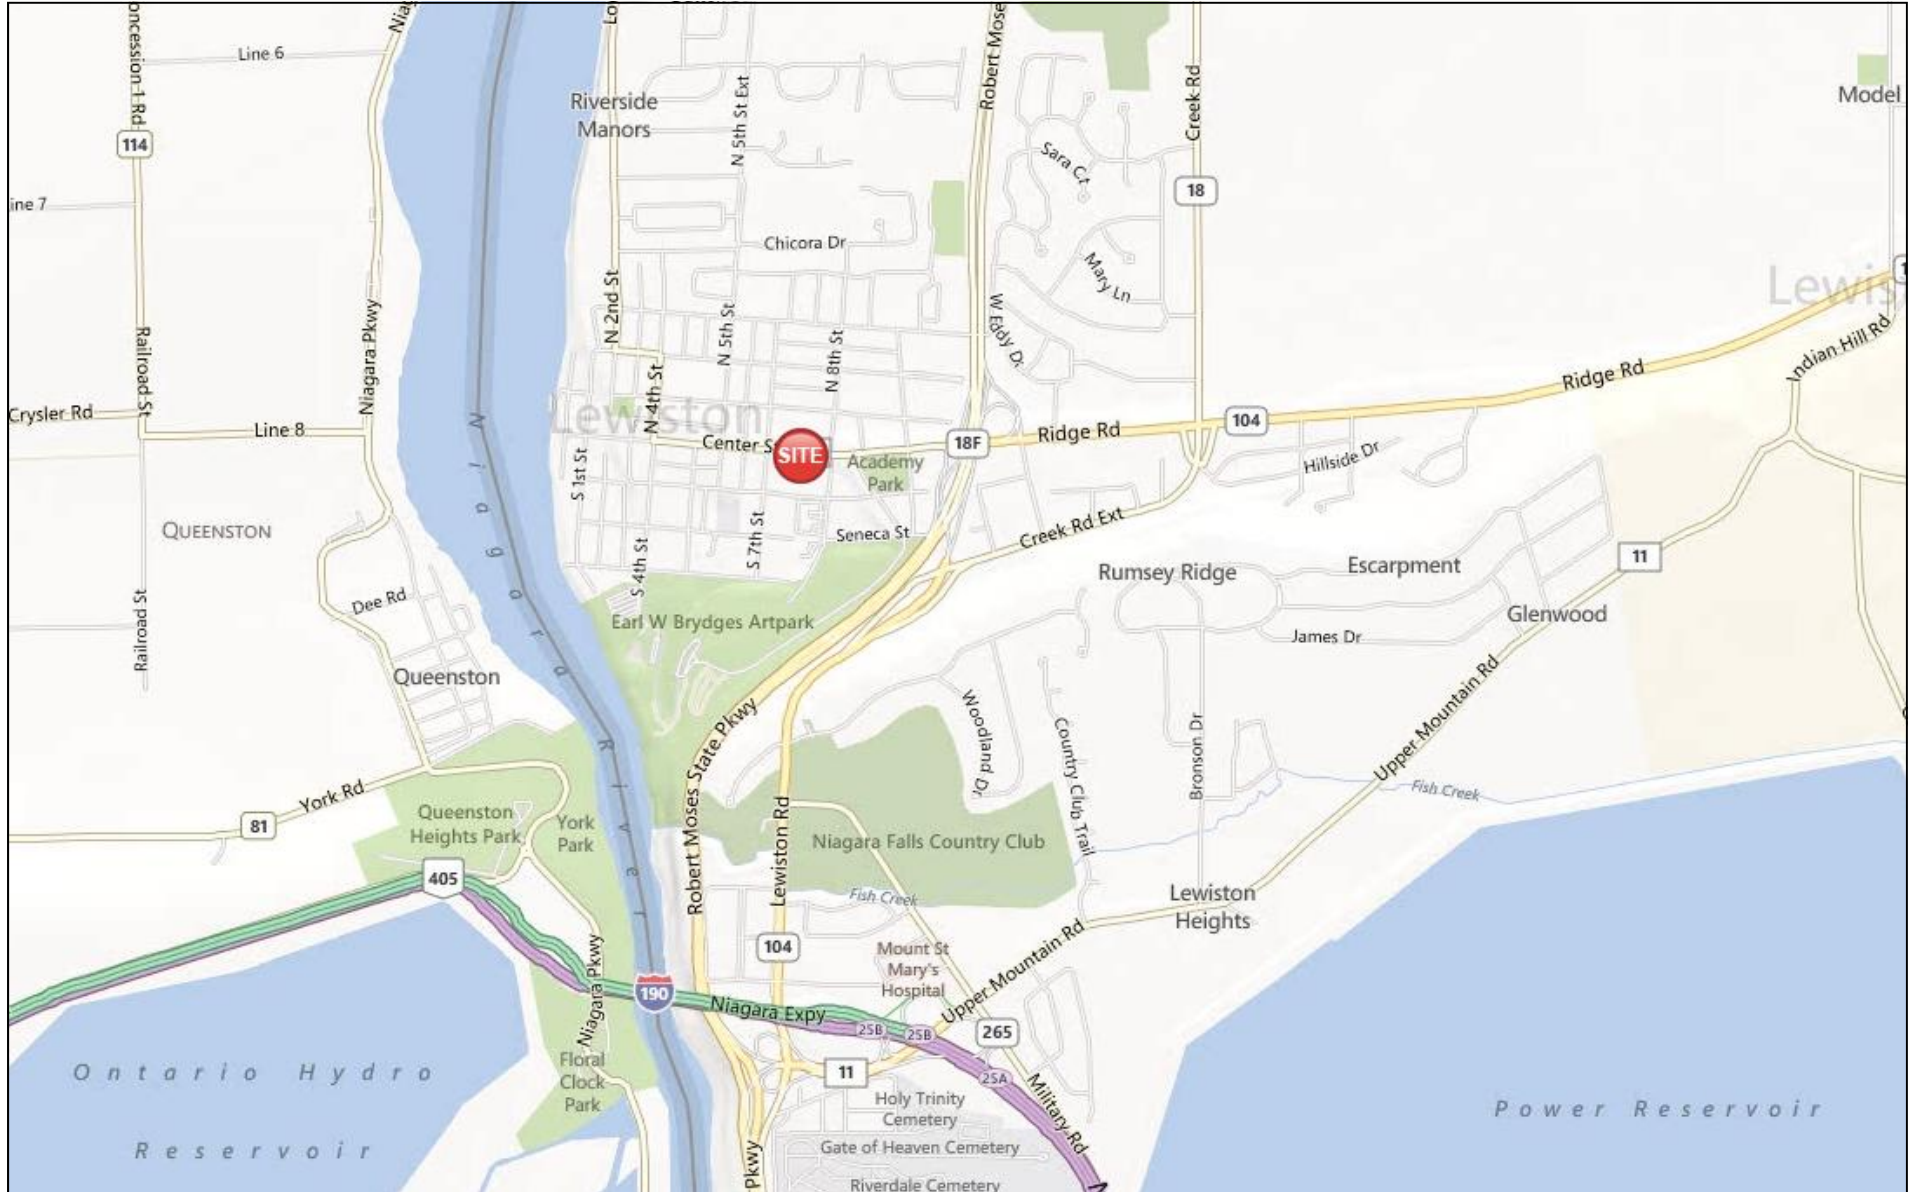 Line 6
oncession 1 Rd
Niag
Lo
Robert Mose
Creek Rd
Model
114
Riverside
Manors
N 5th St Ext
Sara Ct
18
ine 7
Chicora Dr
Mary Ln
Lewis
N 2nd St
Niagara Pkwy
Railroad St
N 5th St
N 8th St
W Eddy Dr
Indian Hill Rd
Ridge Rd
Crysler Rd
Line 8
N 4th St
Lewiston
Center S
SITE
Academy
Park
18F
Ridge Rd
104
Hillside Dr
S 1st St
QUEENSTON
Seneca St
S 7th St
S 4th St
Creek Rd Ext
Rumsey Ridge
Escarpment
11
Glenwood
James Dr
Railroad St
Dee Rd
Earl W Brydges Artpark
Queenston
Niagara River
Robert Moses State Pkwy
Woodland Dr
Country Club Trail
Bronson Dr
Upper Mountain Rd
Fish Creek
York Rd
81
Queenston
Heights Park
York
Park
Lewiston Rd
Niagara Falls Country Club
405
Fish Creek
Lewiston
Heights
104
Mount St
Mary's
Hospital
Upper Mountain Rd
Niagara Pkwy
190
Niagara Expy
25B
25B
265
25A
Ontario Hydro
Reservoir
Floral
Clock
Park
11
Military Rd
Holy Trinity
Cemetery
Gate of Heaven Cemetery
Riverdale Cemetery
Pkwy
N
Power Reservoir